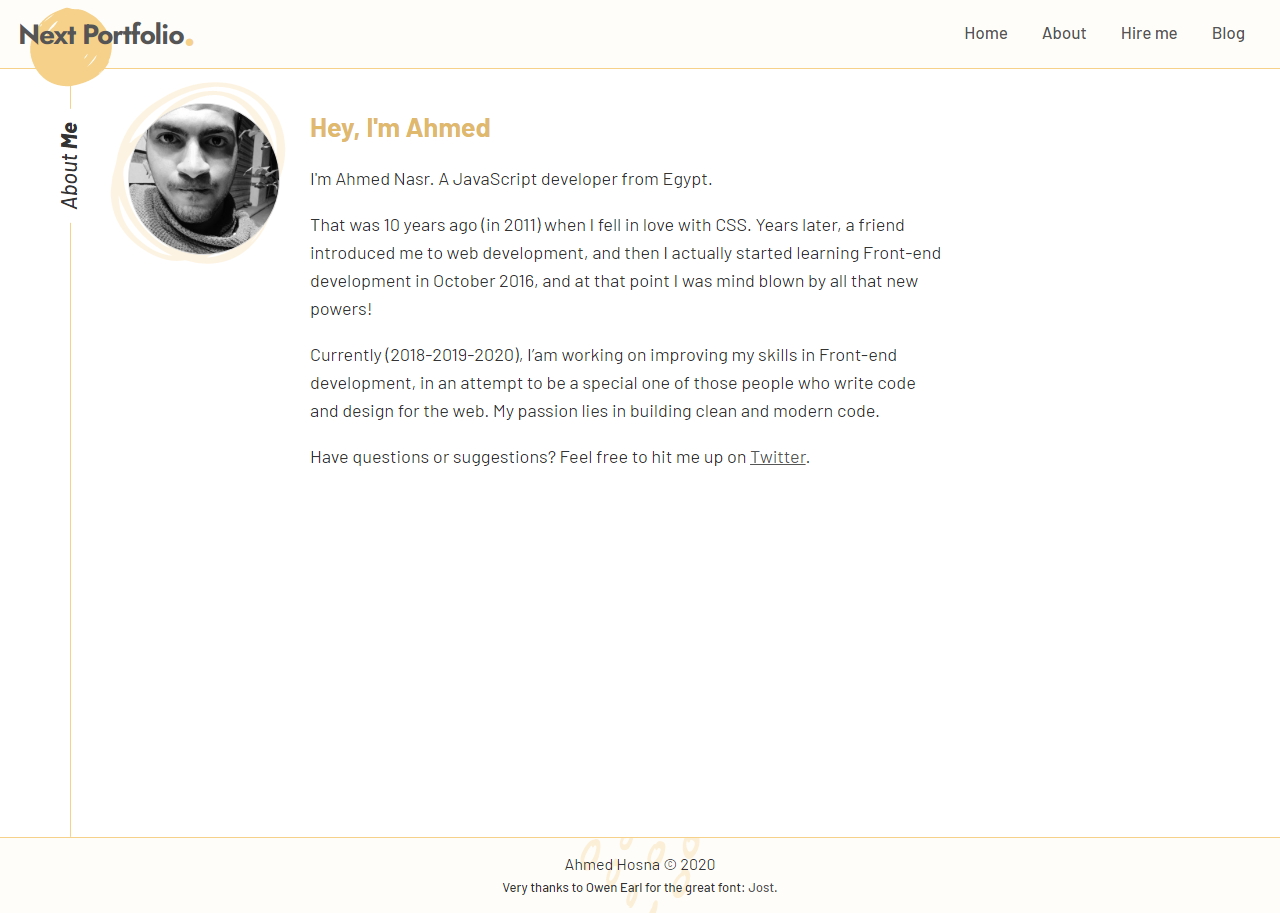 Next Portfolio.
Home About Hire me Blog
About Me
Hey, I'm Ahmed
I'm Ahmed Nasr. A JavaScript developer from Egypt.
That was 10 years ago (in 2011) when I fell in love with CSS. Years later, a friend
introduced me to web development, and then I actually started learning Front-end
development in October 2016, and at that point I was mind blown by all that new
powers!
Currently (2018-2019-2020), I’am working on improving my skills in Front-end
development, in an attempt to be a special one of those people who write code
and design for the web. My passion lies in building clean and modern code.
Have questions or suggestions? Feel free to hit me up on Twitter.
Ahmed Hosna © 2020
Very thanks to Owen Earl for the great font: Jost.